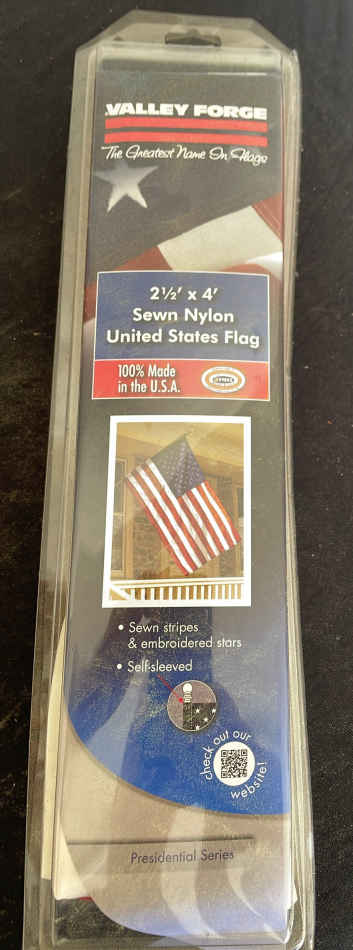 VALLEY FORGE
The Greatest Name In Flags
2½' x 4'
Sewn Nylon
United States Flag
100% Made
in the U.S.A.
• Sewn stripes
& embroidered stars
• Self-sleeved
check out our
website!
Presidential Series